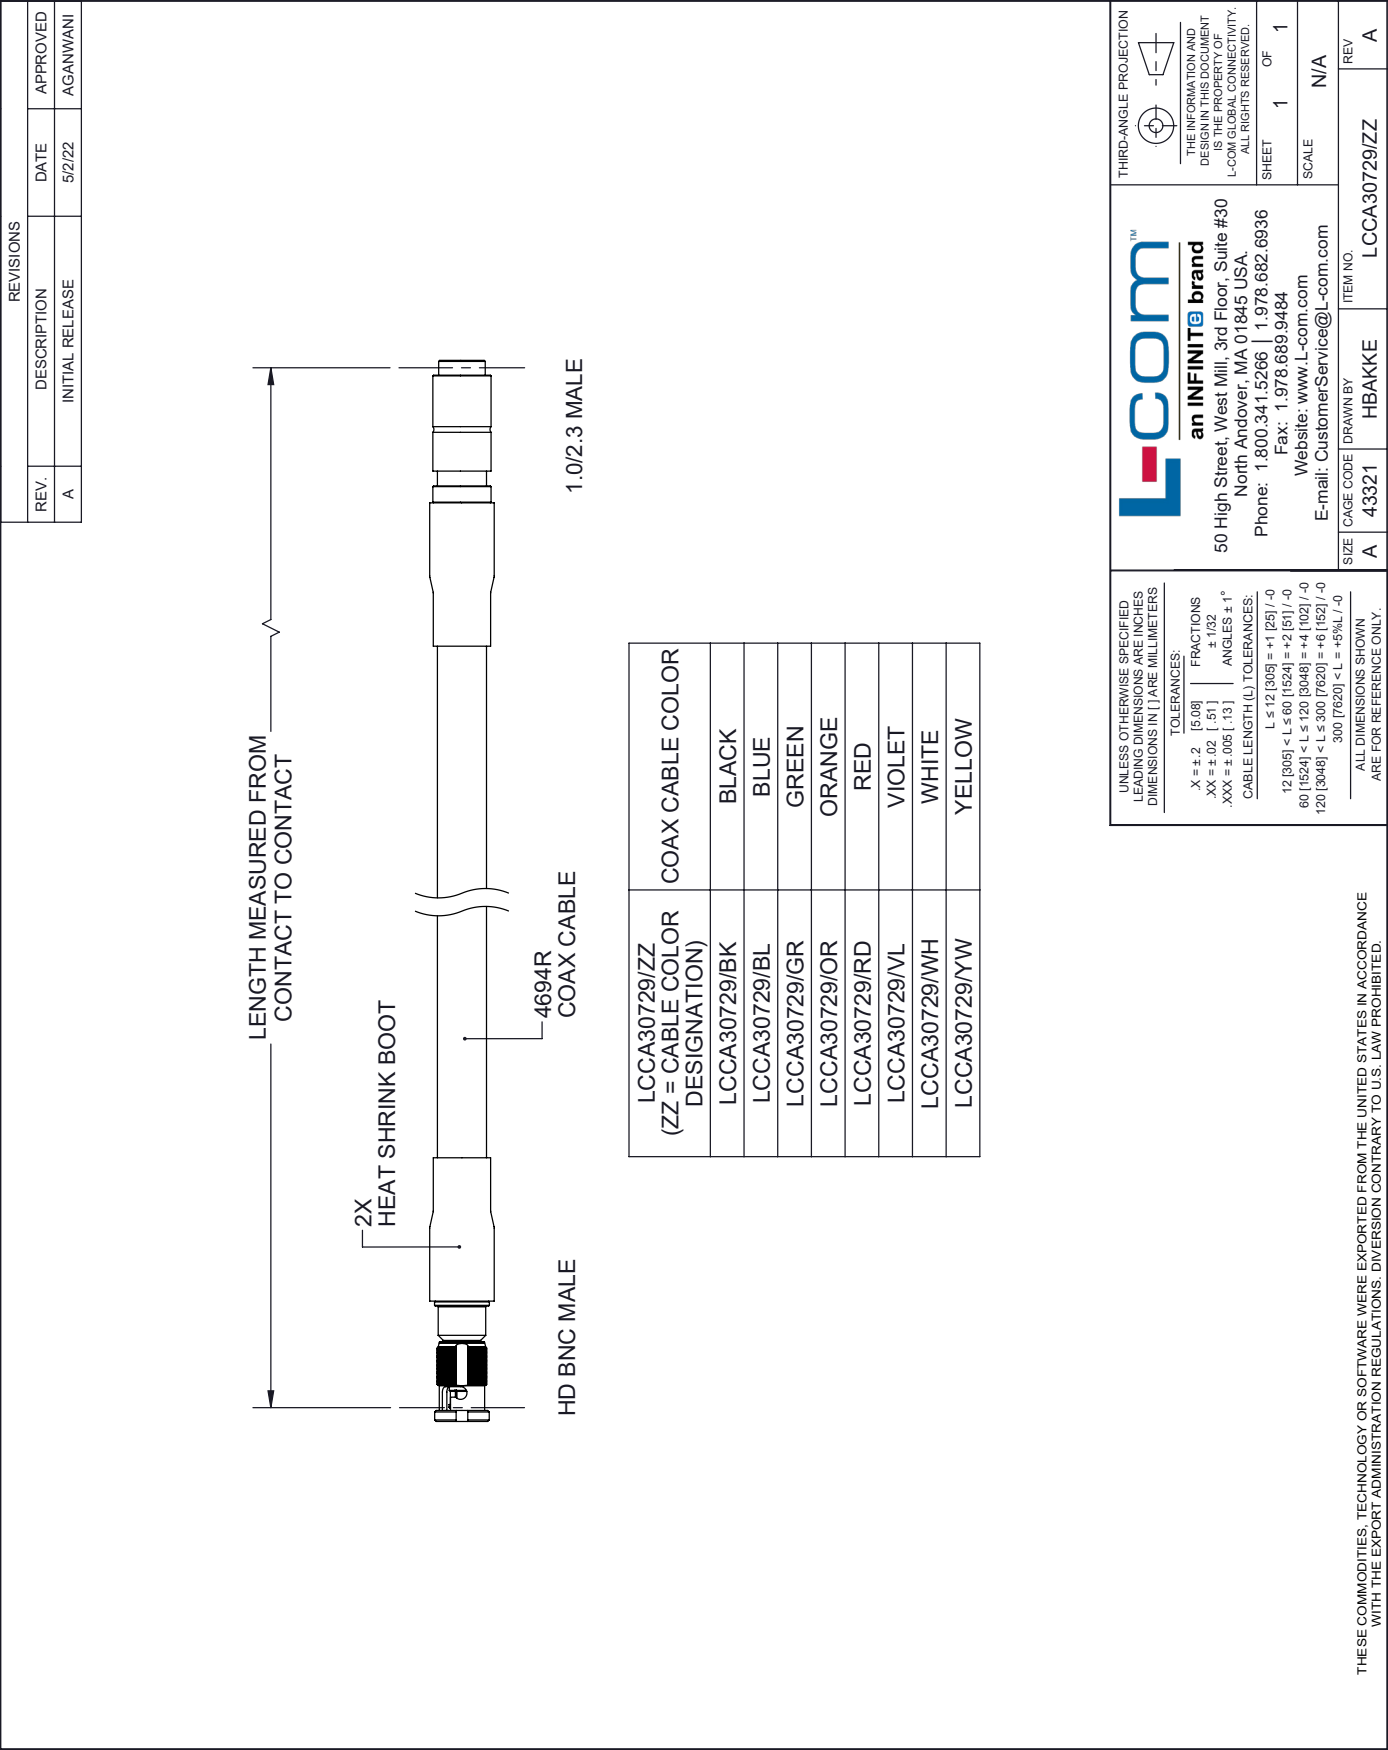 REVISIONS
REV. DESCRIPTION DATE APPROVED
A INITIAL RELEASE 5/2/22 AGANWANI
LENGTH MEASURED FROM
CONTACT TO CONTACT
2X
HEAT SHRINK BOOT
4694R
COAX CABLE
HD BNC MALE
1.0/2.3 MALE
LCCA30729/ZZ
(ZZ = CABLE COLOR
DESIGNATION)
COAX CABLE COLOR
LCCA30729/BK BLACK
LCCA30729/BL BLUE
LCCA30729/GR GREEN
LCCA30729/OR ORANGE
LCCA30729/RD RED
LCCA30729/VL VIOLET
LCCA30729/WH WHITE
LCCA30729/YW YELLOW
UNLESS OTHERWISE SPECIFIED
LEADING DIMENSIONS ARE INCHES
DIMENSIONS IN [ ] ARE MILLIMETERS
TOLERANCES:
.X = ±.2 [5.08] FRACTIONS
.XX = ±.02 [ .51] ± 1/32
.XXX = ±.005 [ .13 ] ANGLES ± 1°
CABLE LENGTH (L) TOLERANCES:
L ≤ 12 [305] = +1 [25] / -0
12 [305] < L ≤ 60 [1524] = +2 [51] / -0
60 [1524] < L ≤ 120 [3048] = +4 [102] / -0
120 [3048] < L ≤ 300 [7620] = +6 [152] / -0
300 [7620] < L = +5%L / -0
ALL DIMENSIONS SHOWN
ARE FOR REFERENCE ONLY.
L-com™
an INFINITe brand
50 High Street, West Mill, 3rd Floor, Suite #30
North Andover, MA 01845 USA.
Phone: 1.800.341.5266 | 1.978.682.6936
Fax: 1.978.689.9484
Website: www.L-com.com
E-mail: CustomerService@L-com.com
THIRD-ANGLE PROJECTION
THE INFORMATION AND
DESIGN IN THIS DOCUMENT
IS THE PROPERTY OF
L-COM GLOBAL CONNECTIVITY.
ALL RIGHTS RESERVED.
SHEET 1 OF 1
SCALE N/A
SIZE A
CAGE CODE 43321
DRAWN BY HBAKKE
ITEM NO. LCCA30729/ZZ
REV A
THESE COMMODITIES, TECHNOLOGY OR SOFTWARE WERE EXPORTED FROM THE UNITED STATES IN ACCORDANCE
WITH THE EXPORT ADMINISTRATION REGULATIONS. DIVERSION CONTRARY TO U.S. LAW PROHIBITED.